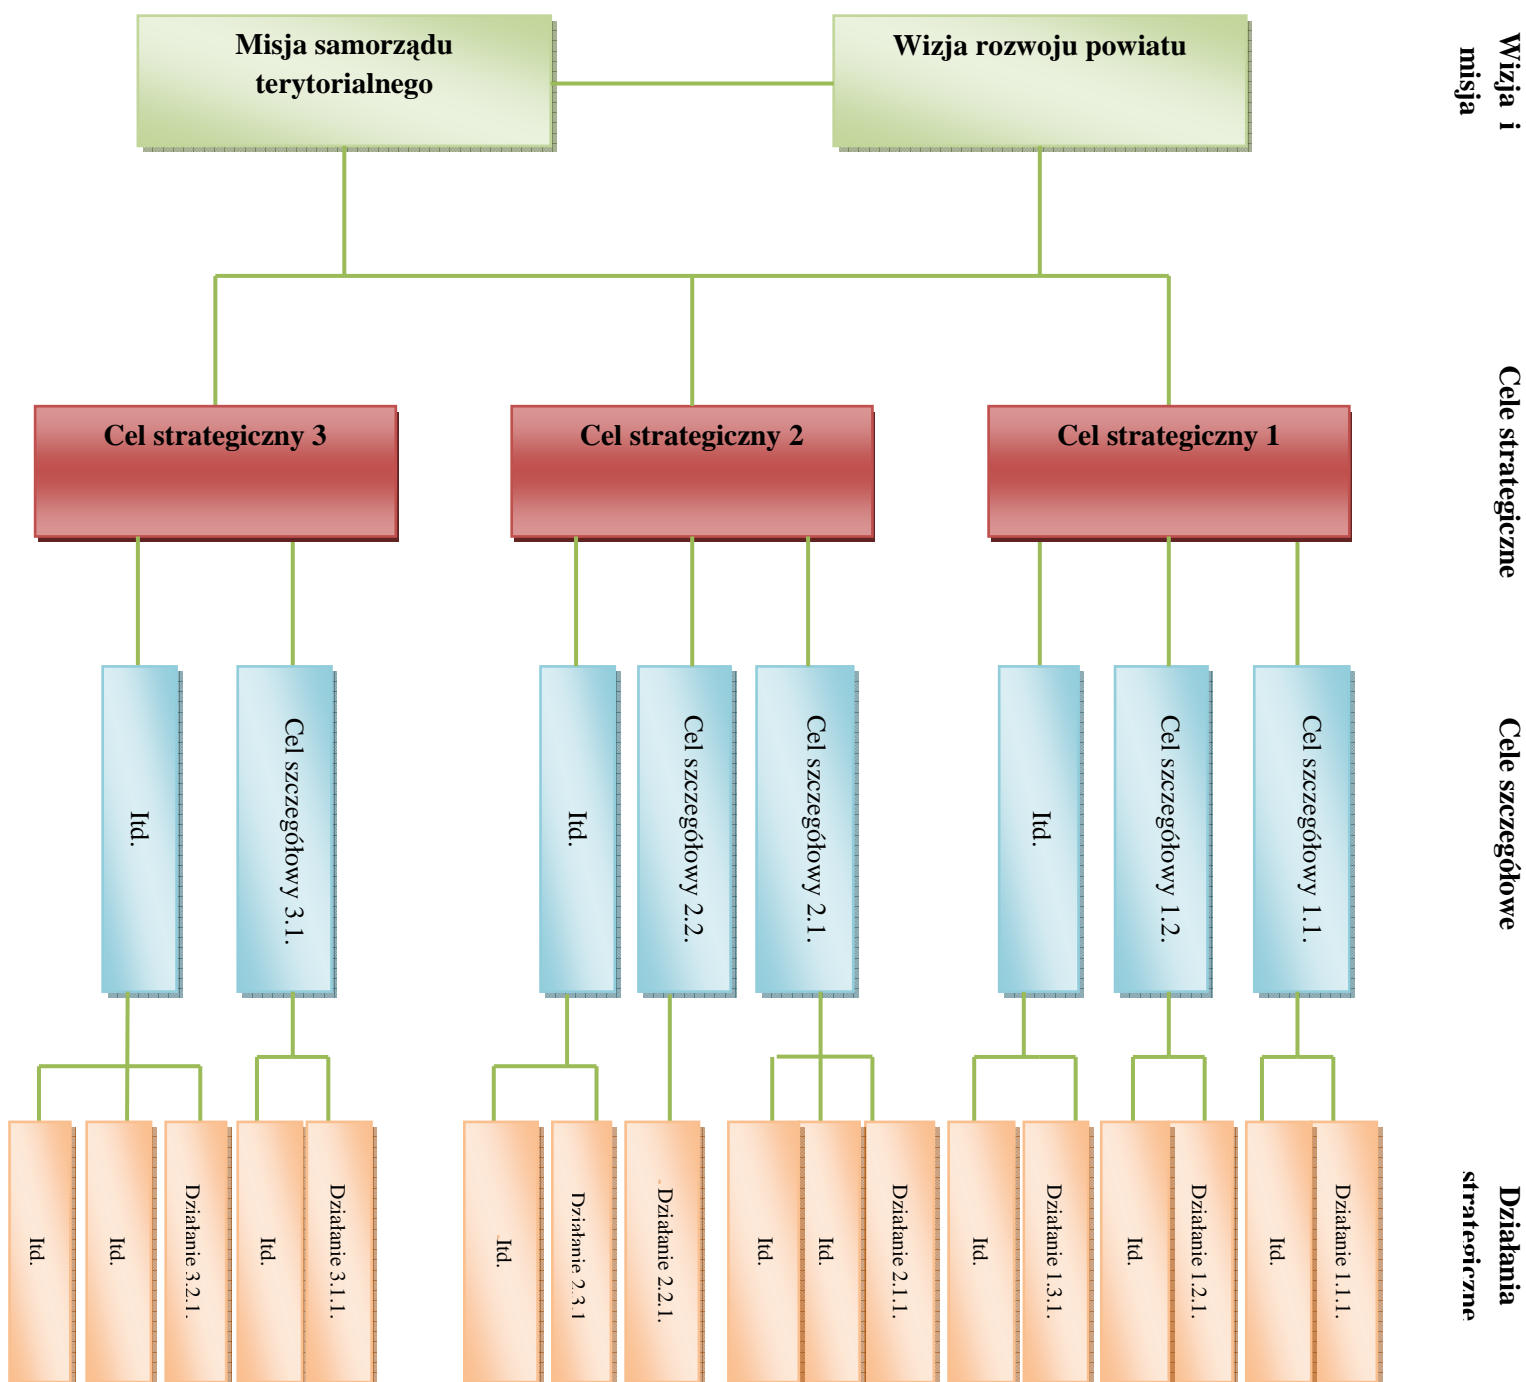 Misja samorządu
terytorialnego
Wizja rozwoju powiatu
Wizja i
misja
Cel strategiczny 3
Cel strategiczny 2
Cel strategiczny 1
Cele strategiczne
Itd.
Cel szczegółowy 3.1.
Itd.
Cel szczegółowy 2.2.
Cel szczegółowy 2.1.
Itd.
Cel szczegółowy 1.2.
Cel szczegółowy 1.1.
Cele szczegółowe
Itd.
Itd.
Działanie 3.2.1.
Itd.
Działanie 3.1.1.
Itd.
Działanie 2.3.1
Działanie 2.2.1.
Itd.
Itd.
Działanie 2.1.1.
Itd.
Działanie 1.3.1.
Itd.
Działanie 1.2.1.
Itd.
Działanie 1.1.1.
Działania
strategiczne